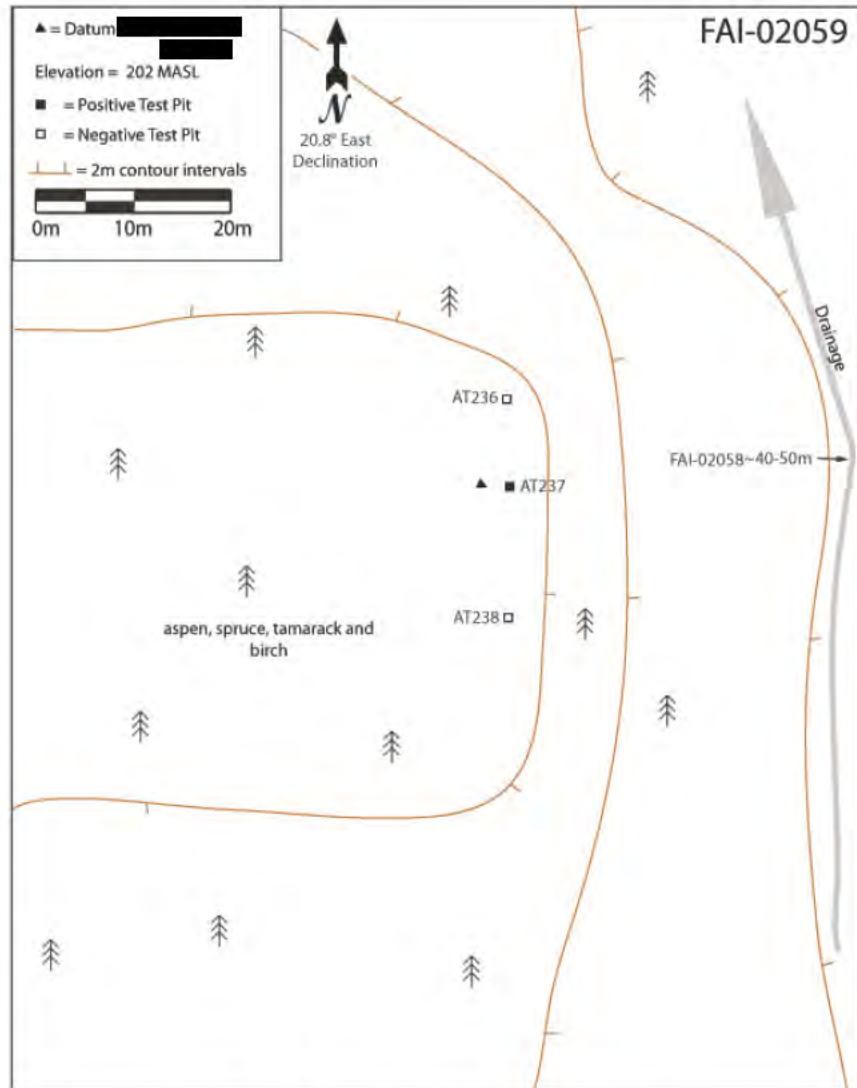 FAI-02059
▲ = Datum
Elevation = 202 MASL
■ = Positive Test Pit
□ = Negative Test Pit
= 2m contour intervals
0m 10m 20m
N
20.8° East
Declination
Drainage
AT236
FAI-02058~40-50m
AT237
AT238
aspen, spruce, tamarack and
birch